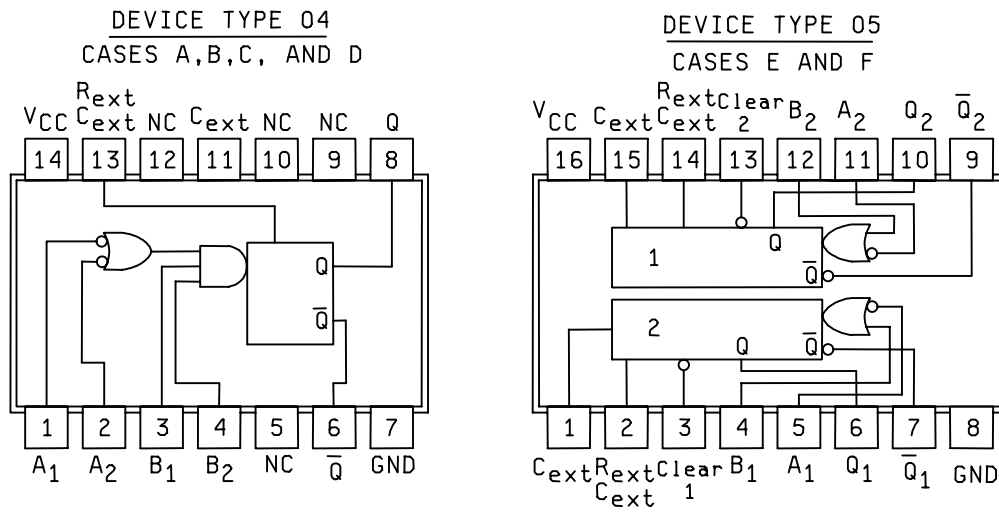 DEVICE TYPE 04
CASES A,B,C, AND D
VCC Rext Cext NC Cext NC NC Q
14 13 12 11 10 9 8
Q
Q̅
1 2 3 4 5 6 7
A1 A2 B1 B2 NC Q̅ GND
DEVICE TYPE 05
CASES E AND F
VCC Cext Rext Cext Clear 2 B2 A2 Q2 Q̅2
16 15 14 13 12 11 10 9
Q
1
Q̅
2
Q Q̅
1 2 3 4 5 6 7 8
Cext Rext Cext Clear 1 B1 A1 Q1 Q̅1 GND